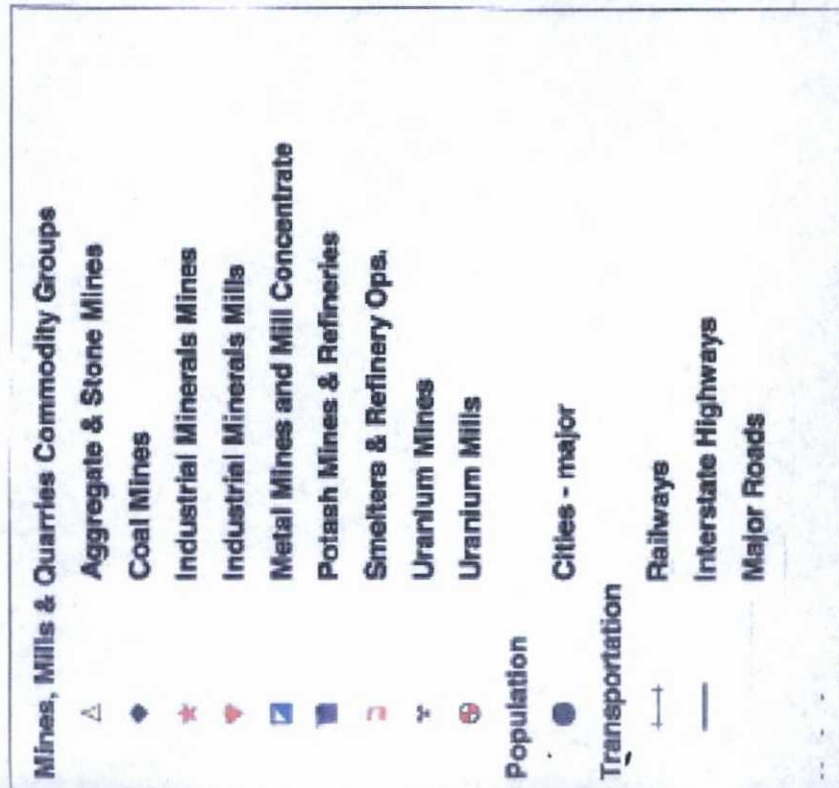 Mines, Mills & Quarries Commodity Groups
Aggregate & Stone Mines
Coal Mines
Industrial Minerals Mines
Industrial Minerals Mills
Metal Mines and Mill Concentrate
Potash Mines & Refineries
Smelters & Refinery Ops.
Uranium Mines
Uranium Mills
Population
Cities - major
Transportation
Railways
Interstate Highways
Major Roads